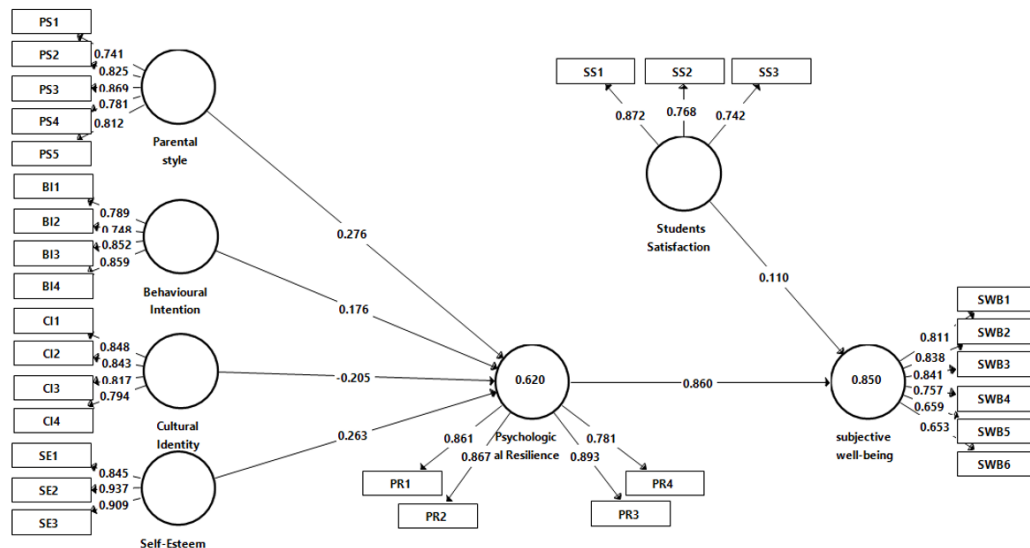 PS1
PS2
PS3
PS4
PS5
0.741
0.825
0.869
0.781
0.812
Parental
style
BI1
BI2
BI3
BI4
0.789
0.748
0.852
0.859
Behavioural
Intention
CI1
CI2
CI3
CI4
0.848
0.843
0.817
0.794
Cultural
Identity
SE1
SE2
SE3
0.845
0.937
0.909
Self-Esteem
0.276
0.176
-0.205
0.263
SS1
SS2
SS3
0.872
0.768
0.742
Students
Satisfaction
0.110
0.620
Psychologic
al Resilience
0.860
0.861
0.867
0.893
0.781
PR1
PR2
PR3
PR4
0.850
subjective
well-being
0.811
0.838
0.841
0.757
0.659
0.653
SWB1
SWB2
SWB3
SWB4
SWB5
SWB6